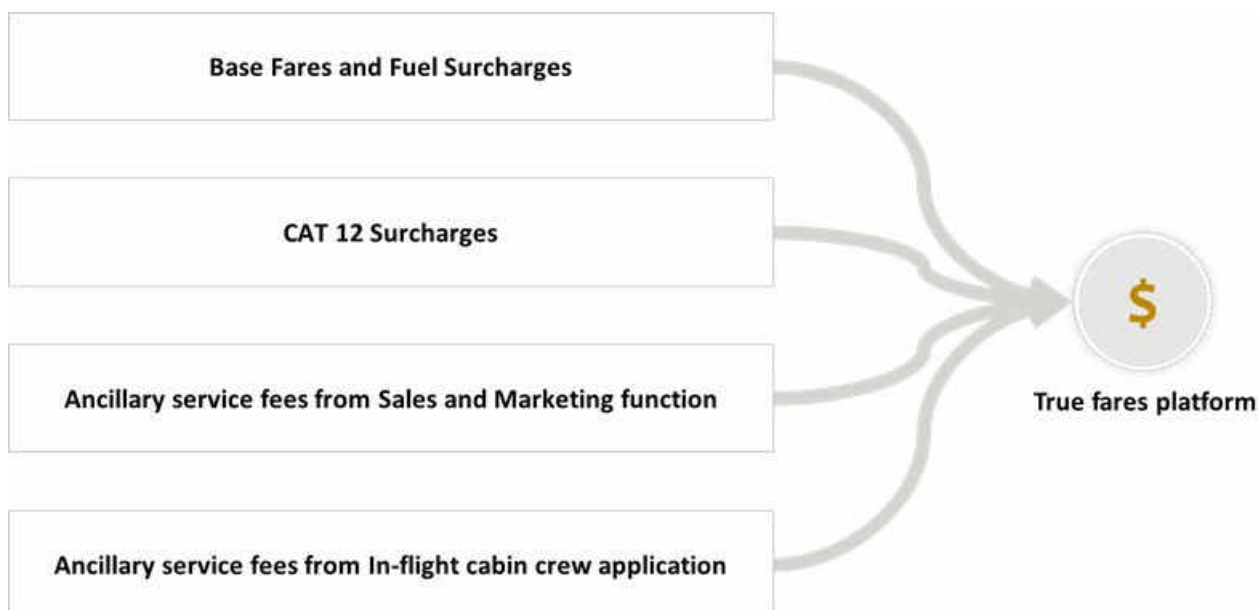 Base Fares and Fuel Surcharges
CAT 12 Surcharges
$
Ancillary service fees from Sales and Marketing function
True fares platform
Ancillary service fees from In-flight cabin crew application